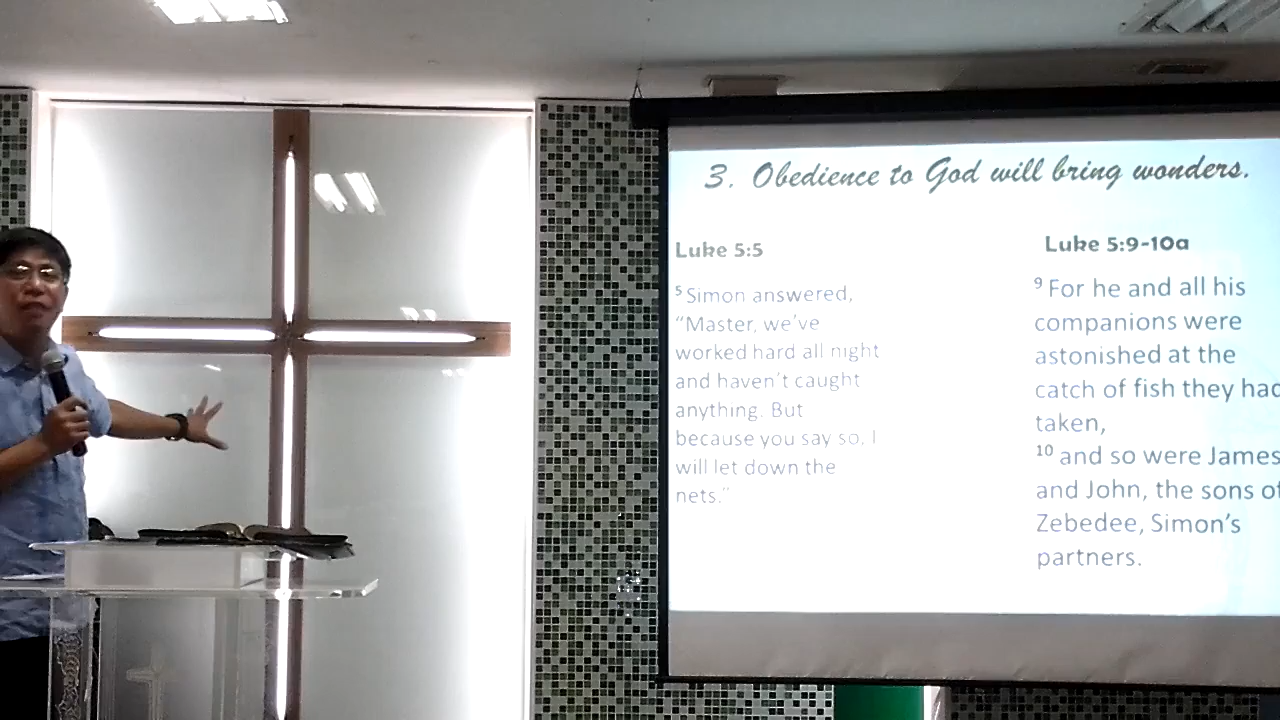 3. Obedience to God will bring wonders.
Luke 5:5
5 Simon answered,
“Master, we’ve
worked hard all night
and haven’t caught
anything. But
because you say so, I
will let down the
nets.”
Luke 5:9-10a
9 For he and all his
companions were
astonished at the
catch of fish they had
taken,
10 and so were James
and John, the sons of
Zebedee, Simon’s
partners.